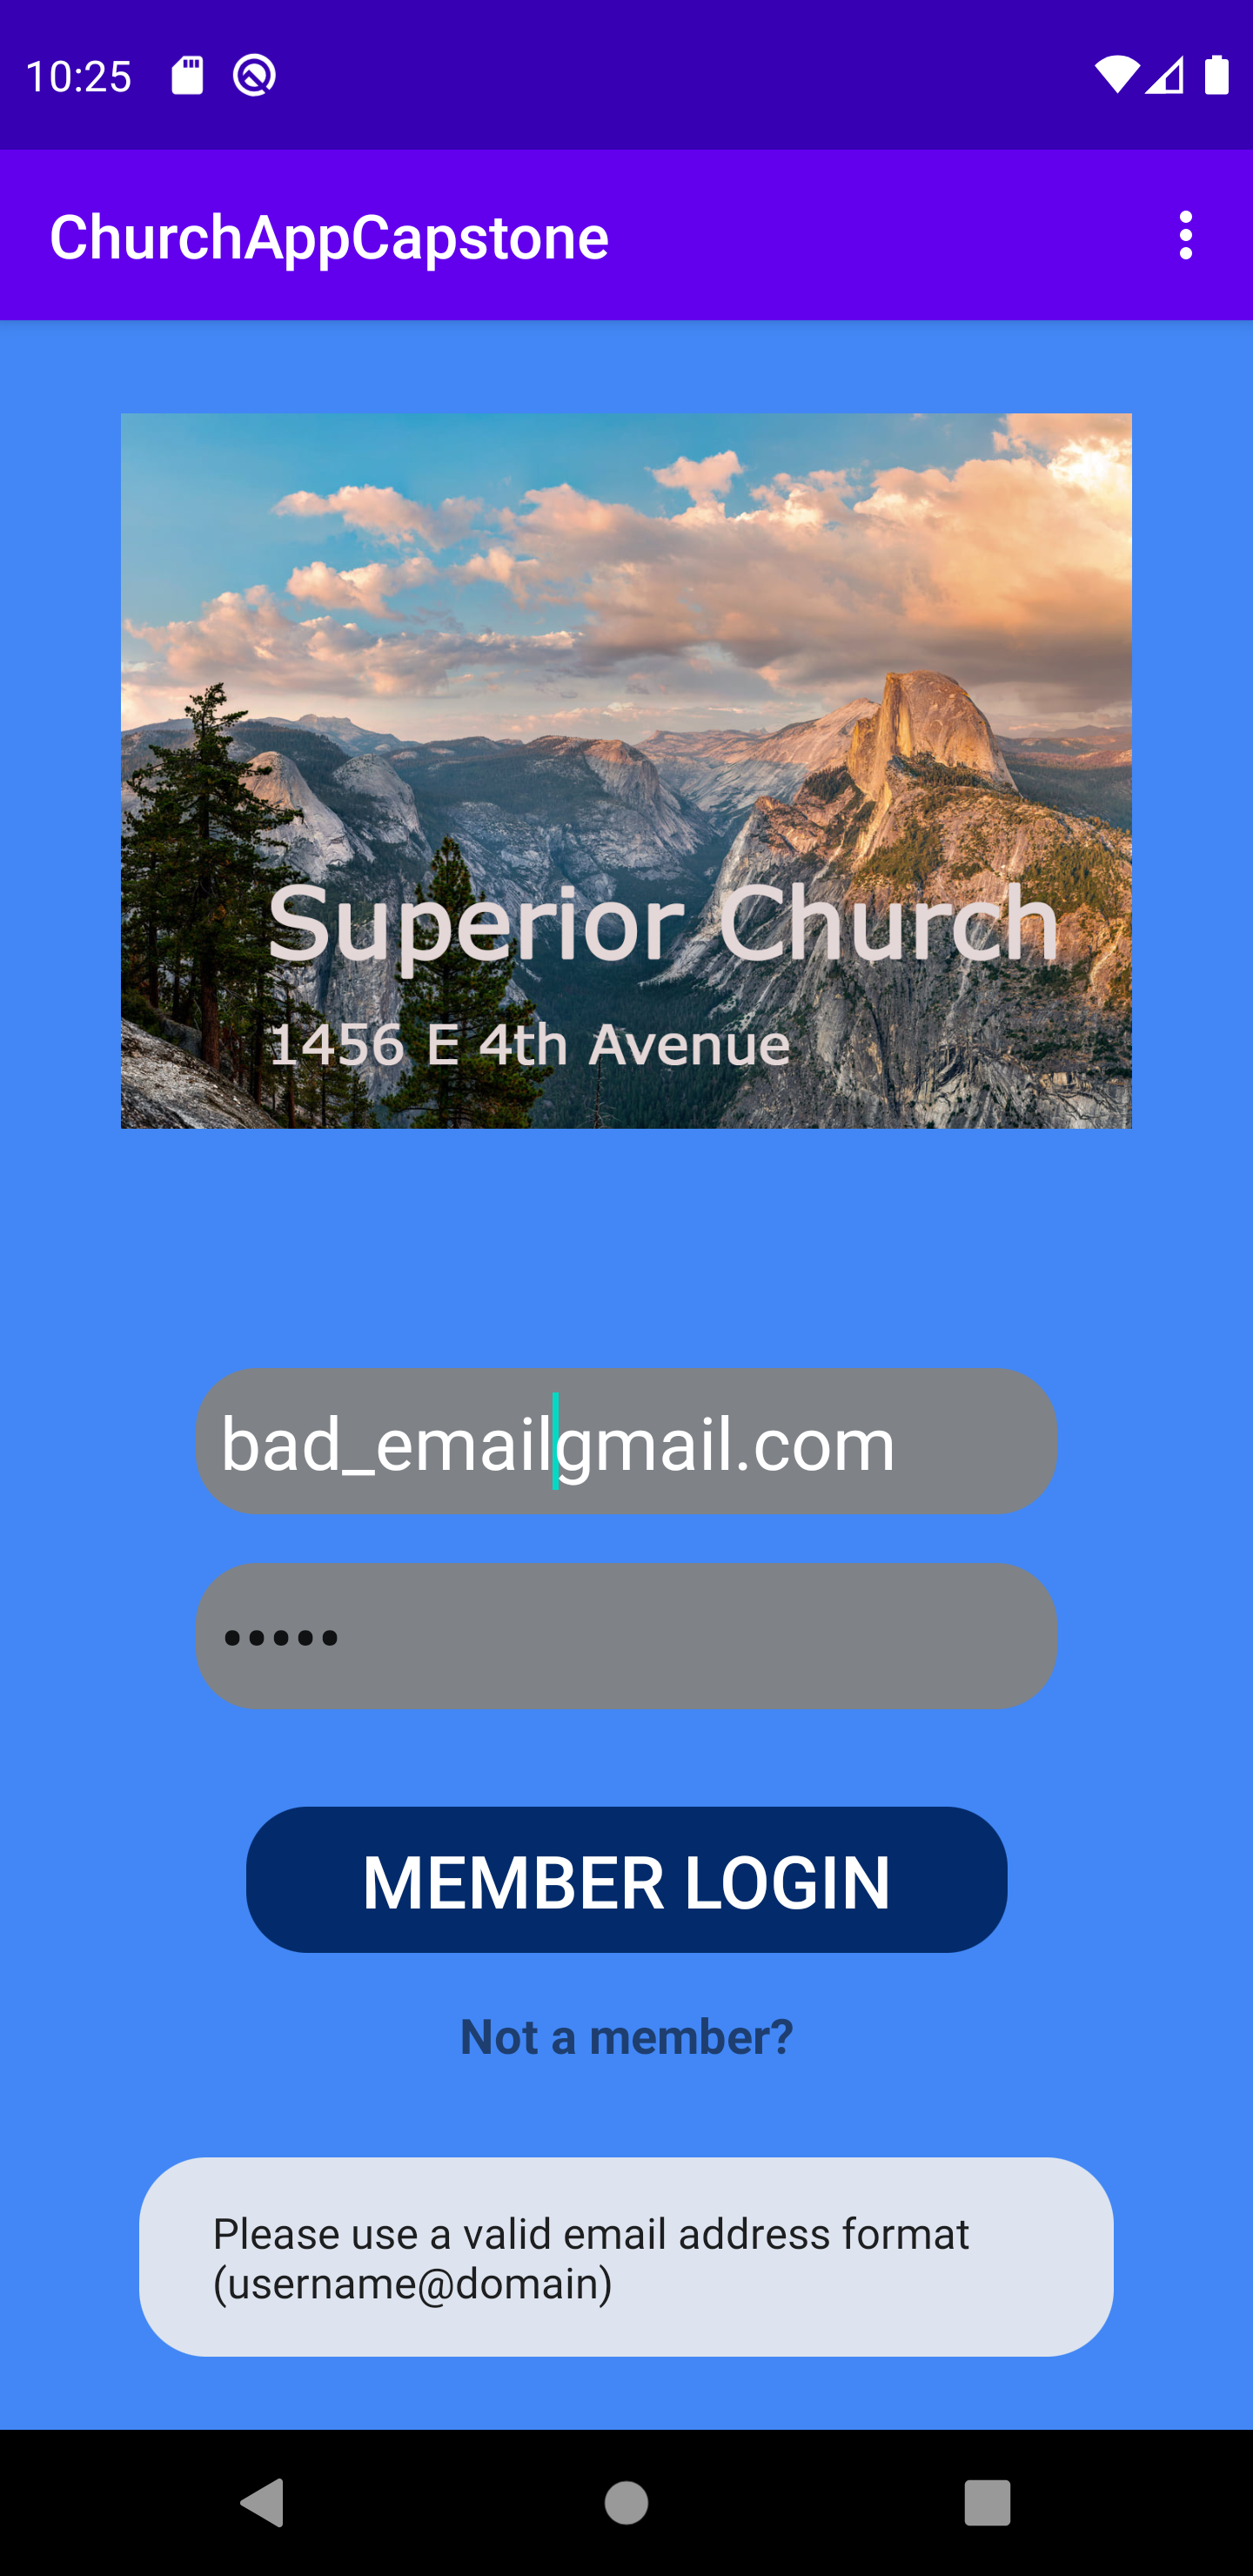 10:25
ChurchAppCapstone
Superior Church
1456 E 4th Avenue
bad_emailgmail.com
•••••
MEMBER LOGIN
Not a member?
Please use a valid email address format
(username@domain)